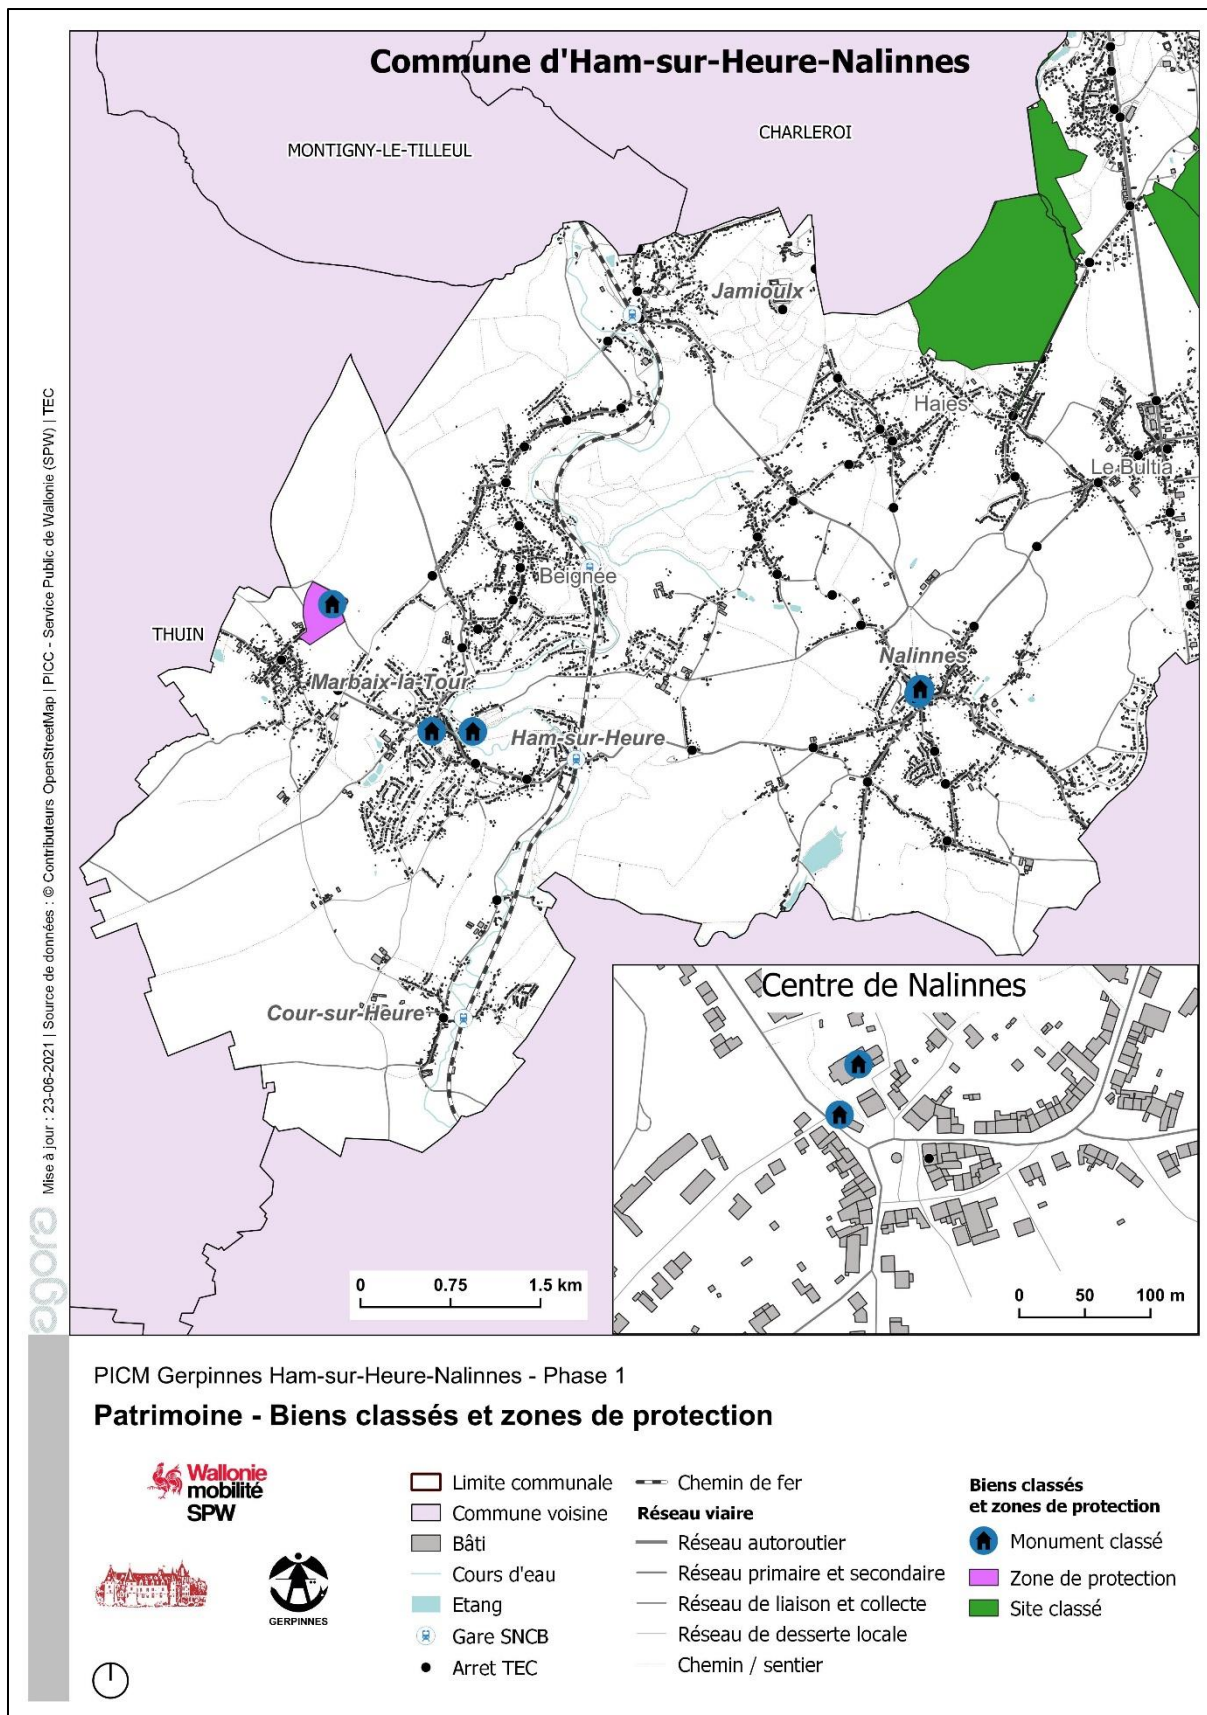 Commune d'Ham-sur-Heure-Nalinnes
CHARLEROI
MONTIGNY-LE-TILLEUL
Jamioulx
Haies
Le Bultia
Beignée
THUIN
Nalinnes
Marbaix-la-Tour
Ham-sur-Heure
Cour-sur-Heure
Centre de Nalinnes
0 0.75 1.5 km
0 50 100 m
Mise à jour : 23-06-2021 | Source de données : © Contributeurs OpenStreetMap | PICC - Service Public de Wallonie (SPW) | TEC
agora
PICM Gerpinnes Ham-sur-Heure-Nalinnes - Phase 1
Patrimoine - Biens classés et zones de protection
Wallonie
mobilité
SPW
GERPINNES
Limite communale
Commune voisine
Bâti
Cours d'eau
Etang
Gare SNCB
Arret TEC
Chemin de fer
Réseau viaire
Réseau autoroutier
Réseau primaire et secondaire
Réseau de liaison et collecte
Réseau de desserte locale
Chemin / sentier
Biens classés
et zones de protection
Monument classé
Zone de protection
Site classé